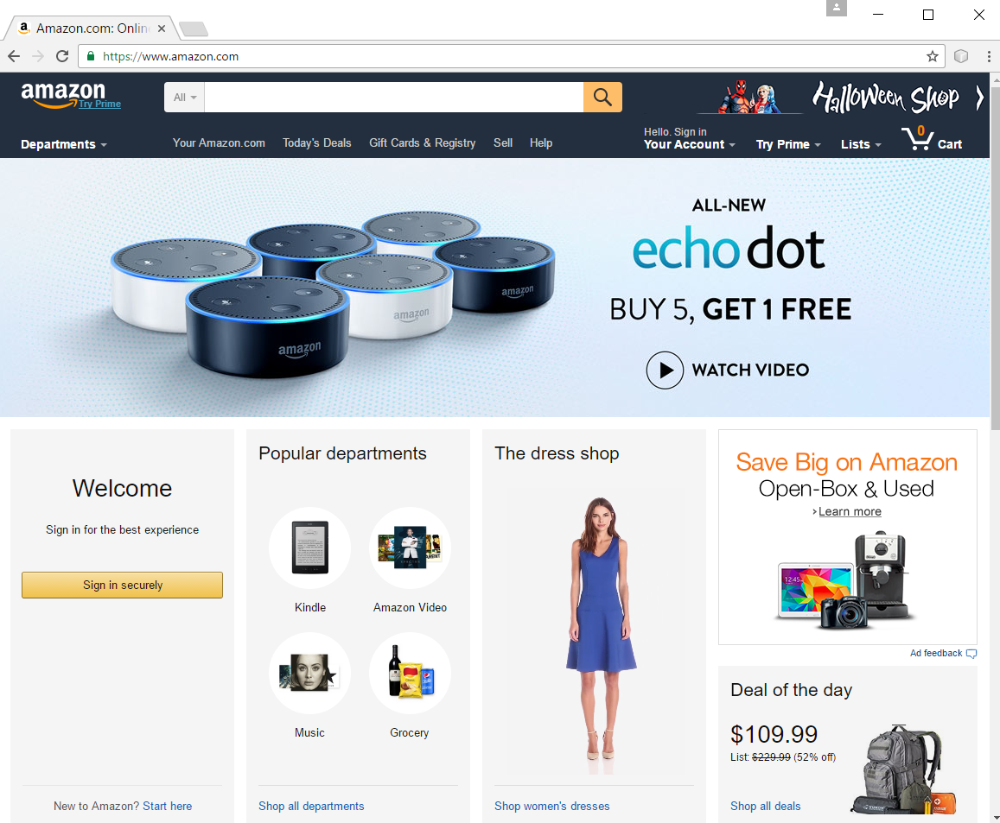 Amazon.com: Onlin
https://www.amazon.com
amazon
Try Prime
All
Halloween Shop
Departments
Your Amazon.com Today's Deals Gift Cards & Registry Sell Help
Hello. Sign in
Your Account
Try Prime
Lists
0
Cart
ALL-NEW
echo dot
BUY 5, GET 1 FREE
WATCH VIDEO
amazon
amazon
amazon
Welcome
Sign in for the best experience
Sign in securely
New to Amazon? Start here
Popular departments
Kindle
Amazon Video
Music
Grocery
Shop all departments
The dress shop
Shop women's dresses
Save Big on Amazon
Open-Box & Used
Learn more
12:45
Ad feedback
Deal of the day
$109.99
List: $229.99 (52% off)
Shop all deals